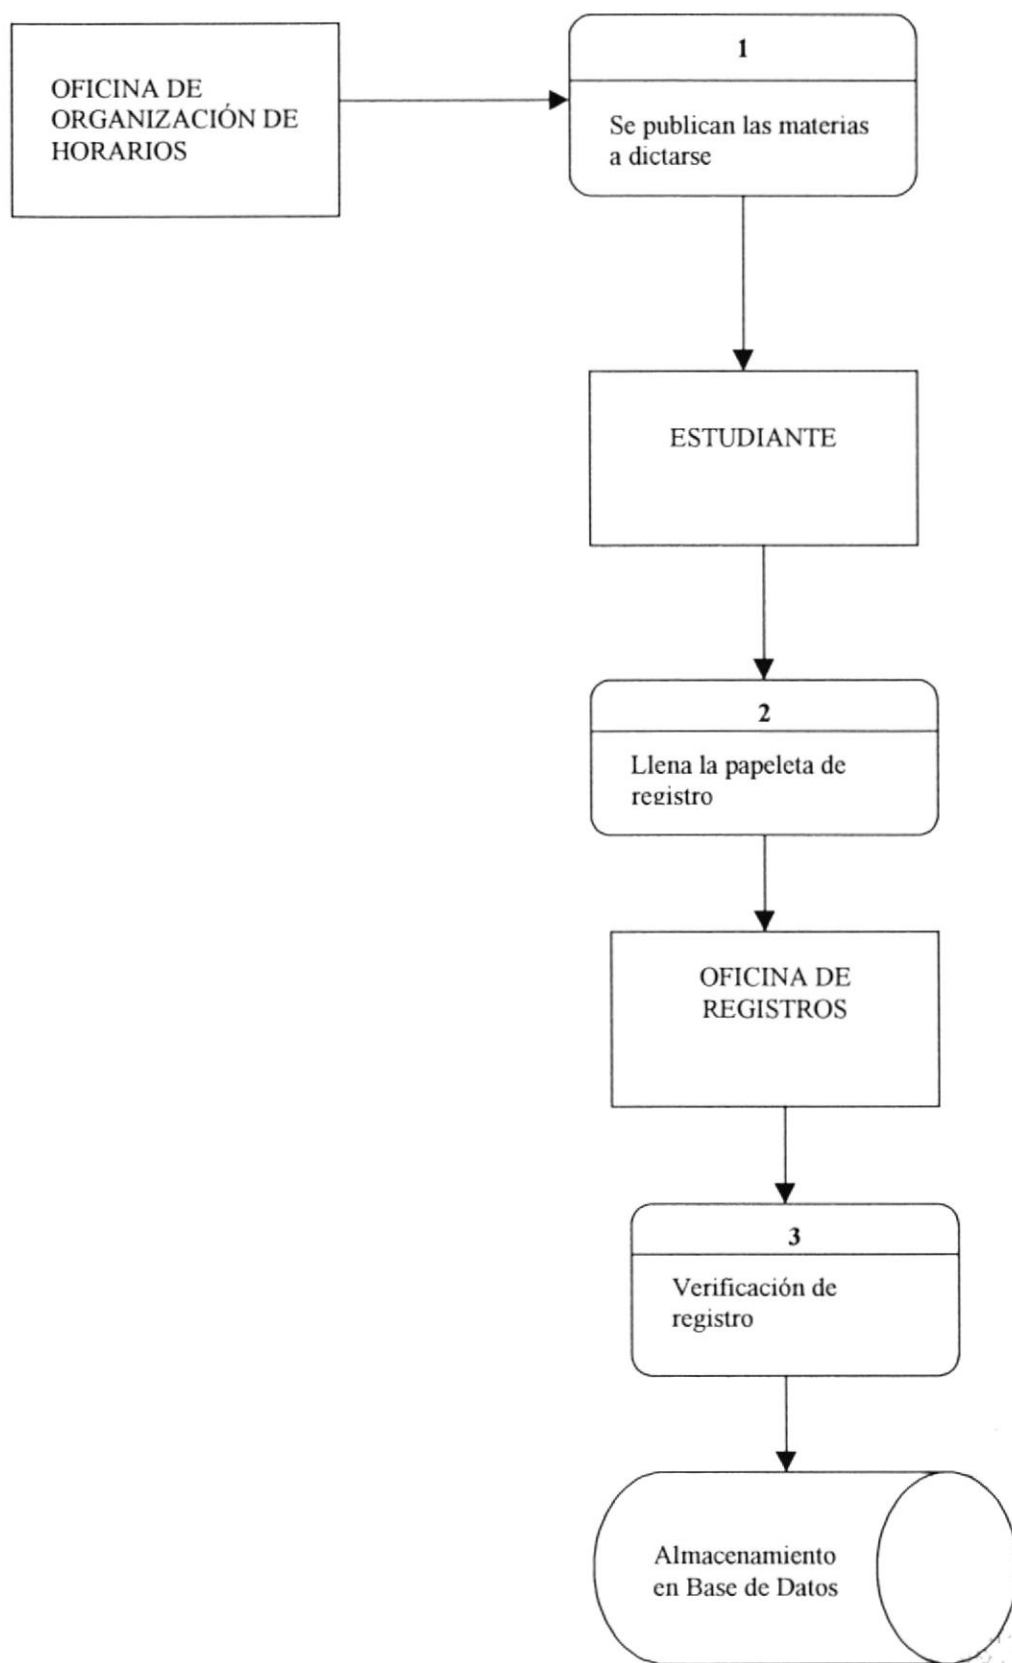 OFICINA DE
ORGANIZACIÓN DE
HORARIOS
1
Se publican las materias
a dictarse
ESTUDIANTE
2
Llena la papeleta de
registro
OFICINA DE
REGISTROS
3
Verificación de
registro
Almacenamiento
en Base de Datos